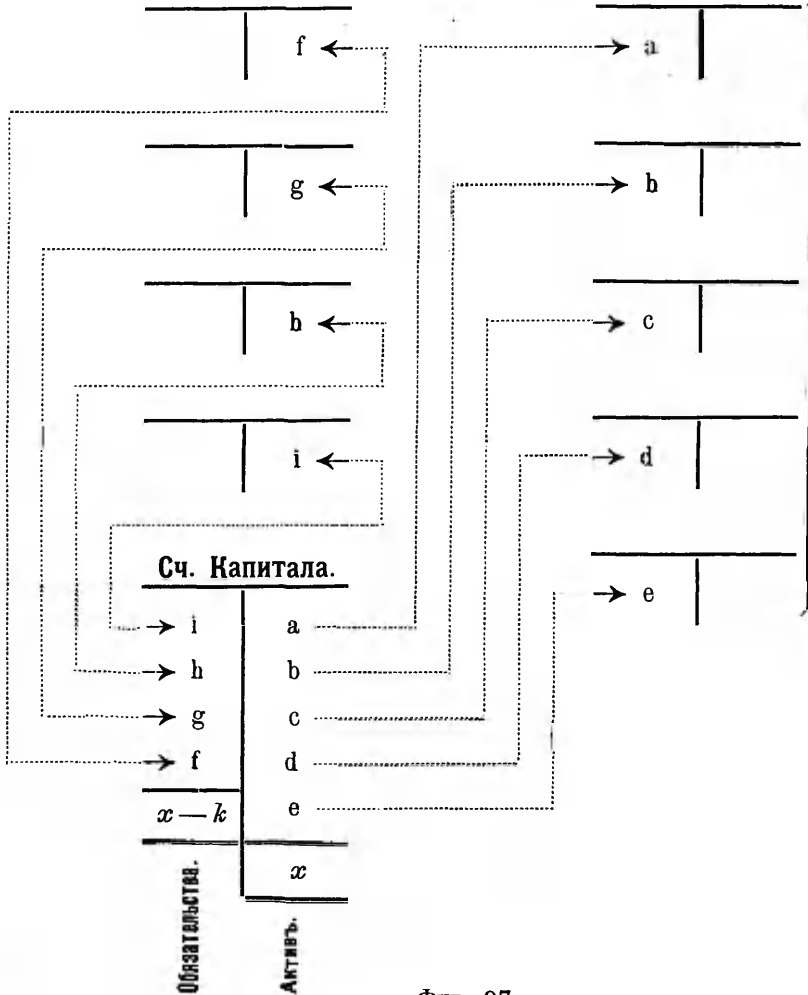 f a
g b
h c
i d
e
Сч. Капитала.
i a
h b
g c
f d
x — k e
x
Обязательства.
Активъ.